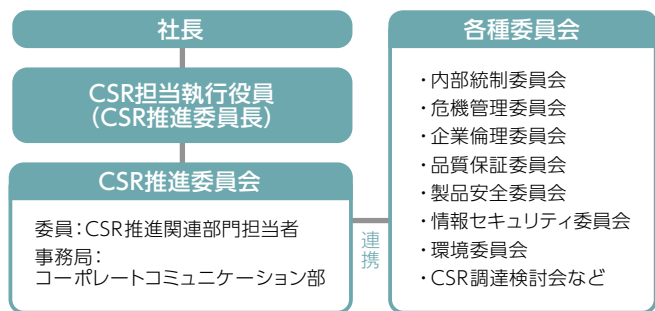 社長
CSR担当執行役員
(CSR推進委員長)
CSR推進委員会
委員：CSR推進関連部門担当者
事務局：
コーポレートコミュニケーション部
連携
各種委員会
・内部統制委員会
・危機管理委員会
・企業倫理委員会
・品質保証委員会
・製品安全委員会
・情報セキュリティ委員会
・環境委員会
・CSR調達検討会など